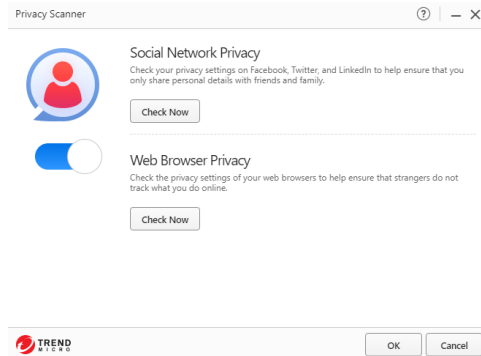 Privacy Scanner
Social Network Privacy
Check your privacy settings on Facebook, Twitter, and LinkedIn to help ensure that you
only share personal details with friends and family.
Check Now
Web Browser Privacy
Check the privacy settings of your web browsers to help ensure that strangers do not
track what you do online.
Check Now
TREND
MICRO
OK
Cancel